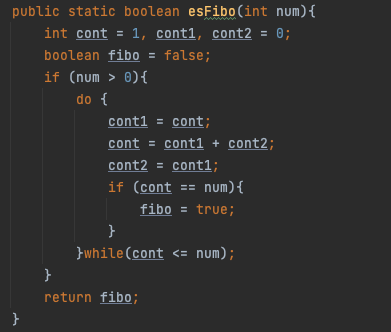 public static boolean esFibo(int num){
    int cont = 1, cont1, cont2 = 0;
    boolean fibo = false;
    if (num > 0){
        do {
            cont1 = cont;
            cont = cont1 + cont2;
            cont2 = cont1;
            if (cont == num){
                fibo = true;
            }
        }while(cont <= num);
    }
    return fibo;
}